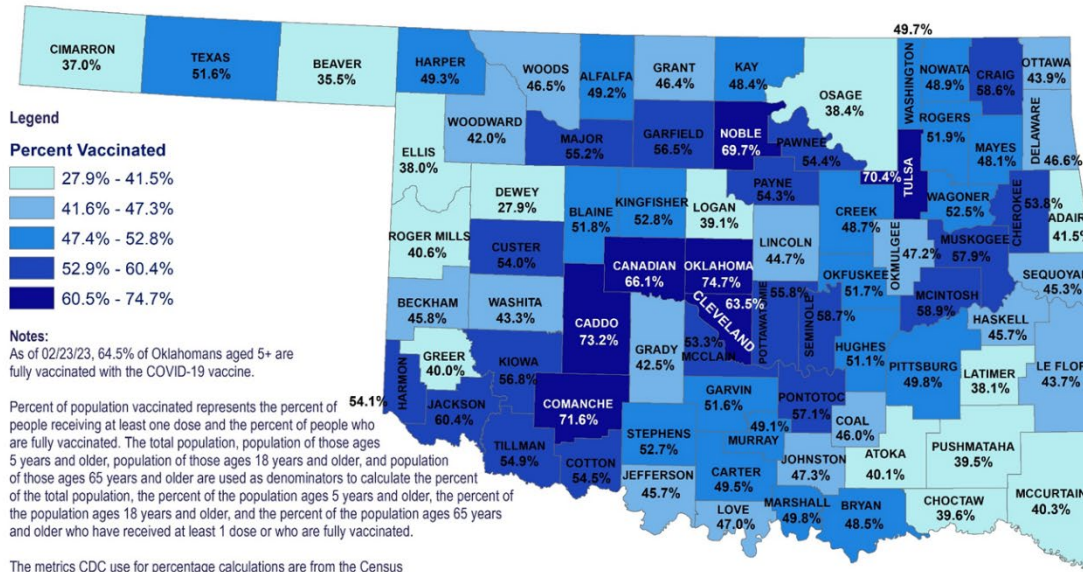 49.7%
CIMARRON
37.0%
TEXAS
51.6%
BEAVER
35.5%
HARPER
49.3%
WOODS
46.5%
ALFALFA
49.2%
GRANT
46.4%
KAY
48.4%
OSAGE
38.4%
WASHINGTON
NOWATA
48.9%
CRAIG
58.6%
OTTAWA
43.9%
Legend
Percent Vaccinated
27.9% - 41.5%
41.6% - 47.3%
47.4% - 52.8%
52.9% - 60.4%
60.5% - 74.7%
ELLIS
38.0%
WOODWARD
42.0%
MAJOR
55.2%
GARFIELD
56.5%
NOBLE
69.7%
PAWNEE
54.4%
TULSA
70.4%
ROGERS
51.9%
MAYES
48.1%
DELAWARE
46.6%
DEWEY
27.9%
BLAINE
51.8%
KINGFISHER
52.8%
LOGAN
39.1%
PAYNE
54.3%
CREEK
48.7%
WAGONER
52.5%
CHEROKEE
53.8%
ADAIR
41.5%
ROGER MILLS
40.6%
CUSTER
54.0%
CANADIAN
66.1%
OKLAHOMA
74.7%
LINCOLN
44.7%
OKMULGEE
47.2%
MUSKOGEE
57.9%
SEQUOYAH
45.3%
BECKHAM
45.8%
WASHITA
43.3%
CADDO
73.2%
CLEVELAND
63.5%
POTTAWATOMIE
55.8%
SEMINOLE
58.7%
OKFUSKEE
51.7%
MCINTOSH
58.9%
HASKELL
45.7%
Notes:
As of 02/23/23, 64.5% of Oklahomans aged 5+ are
fully vaccinated with the COVID-19 vaccine.
GREER
40.0%
KIOWA
56.8%
GRADY
42.5%
53.3%
MCCLAIN
HUGHES
51.1%
PITTSBURG
49.8%
LATIMER
38.1%
LE FLOR
43.7%
54.1%
HARMON
JACKSON
60.4%
COMANCHE
71.6%
GARVIN
51.6%
PONTOTOC
57.1%
COAL
46.0%
PUSHMATAHA
39.5%
TILLMAN
54.9%
COTTON
54.5%
STEPHENS
52.7%
49.1%
MURRAY
JOHNSTON
47.3%
ATOKA
40.1%
JEFFERSON
45.7%
CARTER
49.5%
LOVE
47.0%
MARSHALL
49.8%
BRYAN
48.5%
CHOCTAW
39.6%
MCCURTAIN
40.3%
Percent of population vaccinated represents the percent of
people receiving at least one dose and the percent of people who
are fully vaccinated. The total population, population of those ages
5 years and older, population of those ages 18 years and older, and population
of those ages 65 years and older are used as denominators to calculate the percent
of the total population, the percent of the population ages 5 years and older, the percent of
the population ages 18 years and older, and the percent of the population ages 65 years
and older who have received at least 1 dose or who are fully vaccinated.
The metrics CDC use for percentage calculations are from the Census